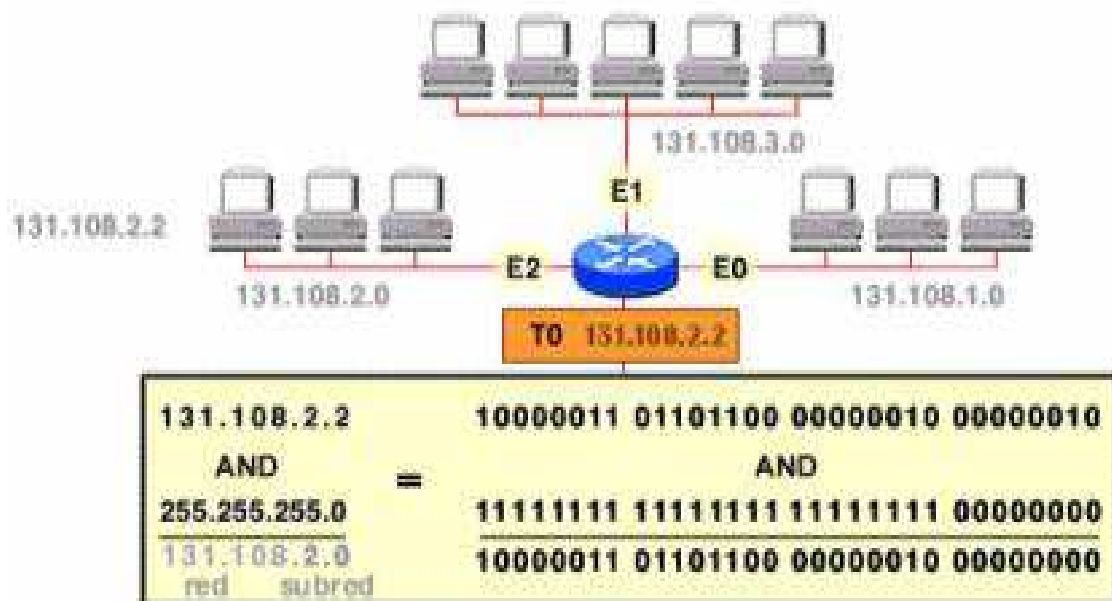 131.108.3.0
E1
131.108.2.2
E2
E0
131.108.2.0
131.108.1.0
TO 131.108.2.2
131.108.2.2 10000011 01101100 00000010 00000010
AND = AND
255.255.255.0 11111111 11111111 11111111 00000000
131.108.2.0 10000011 01101100 00000010 00000000
red subred